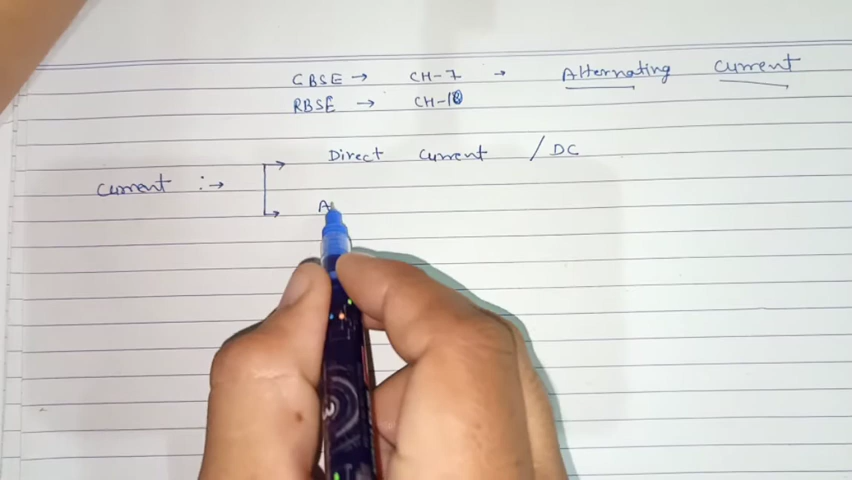 CBSE → CH-7 → Alternating Current
RBSE → CH-10
Direct Current / DC
Current :→
A